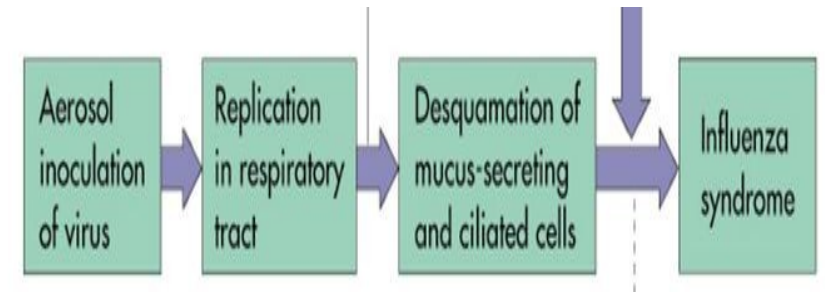 Aerosol
inoculation
of virus
Replication
in respiratory
tract
Desquamation of
mucus-secreting
and ciliated cells
Influenza
syndrome